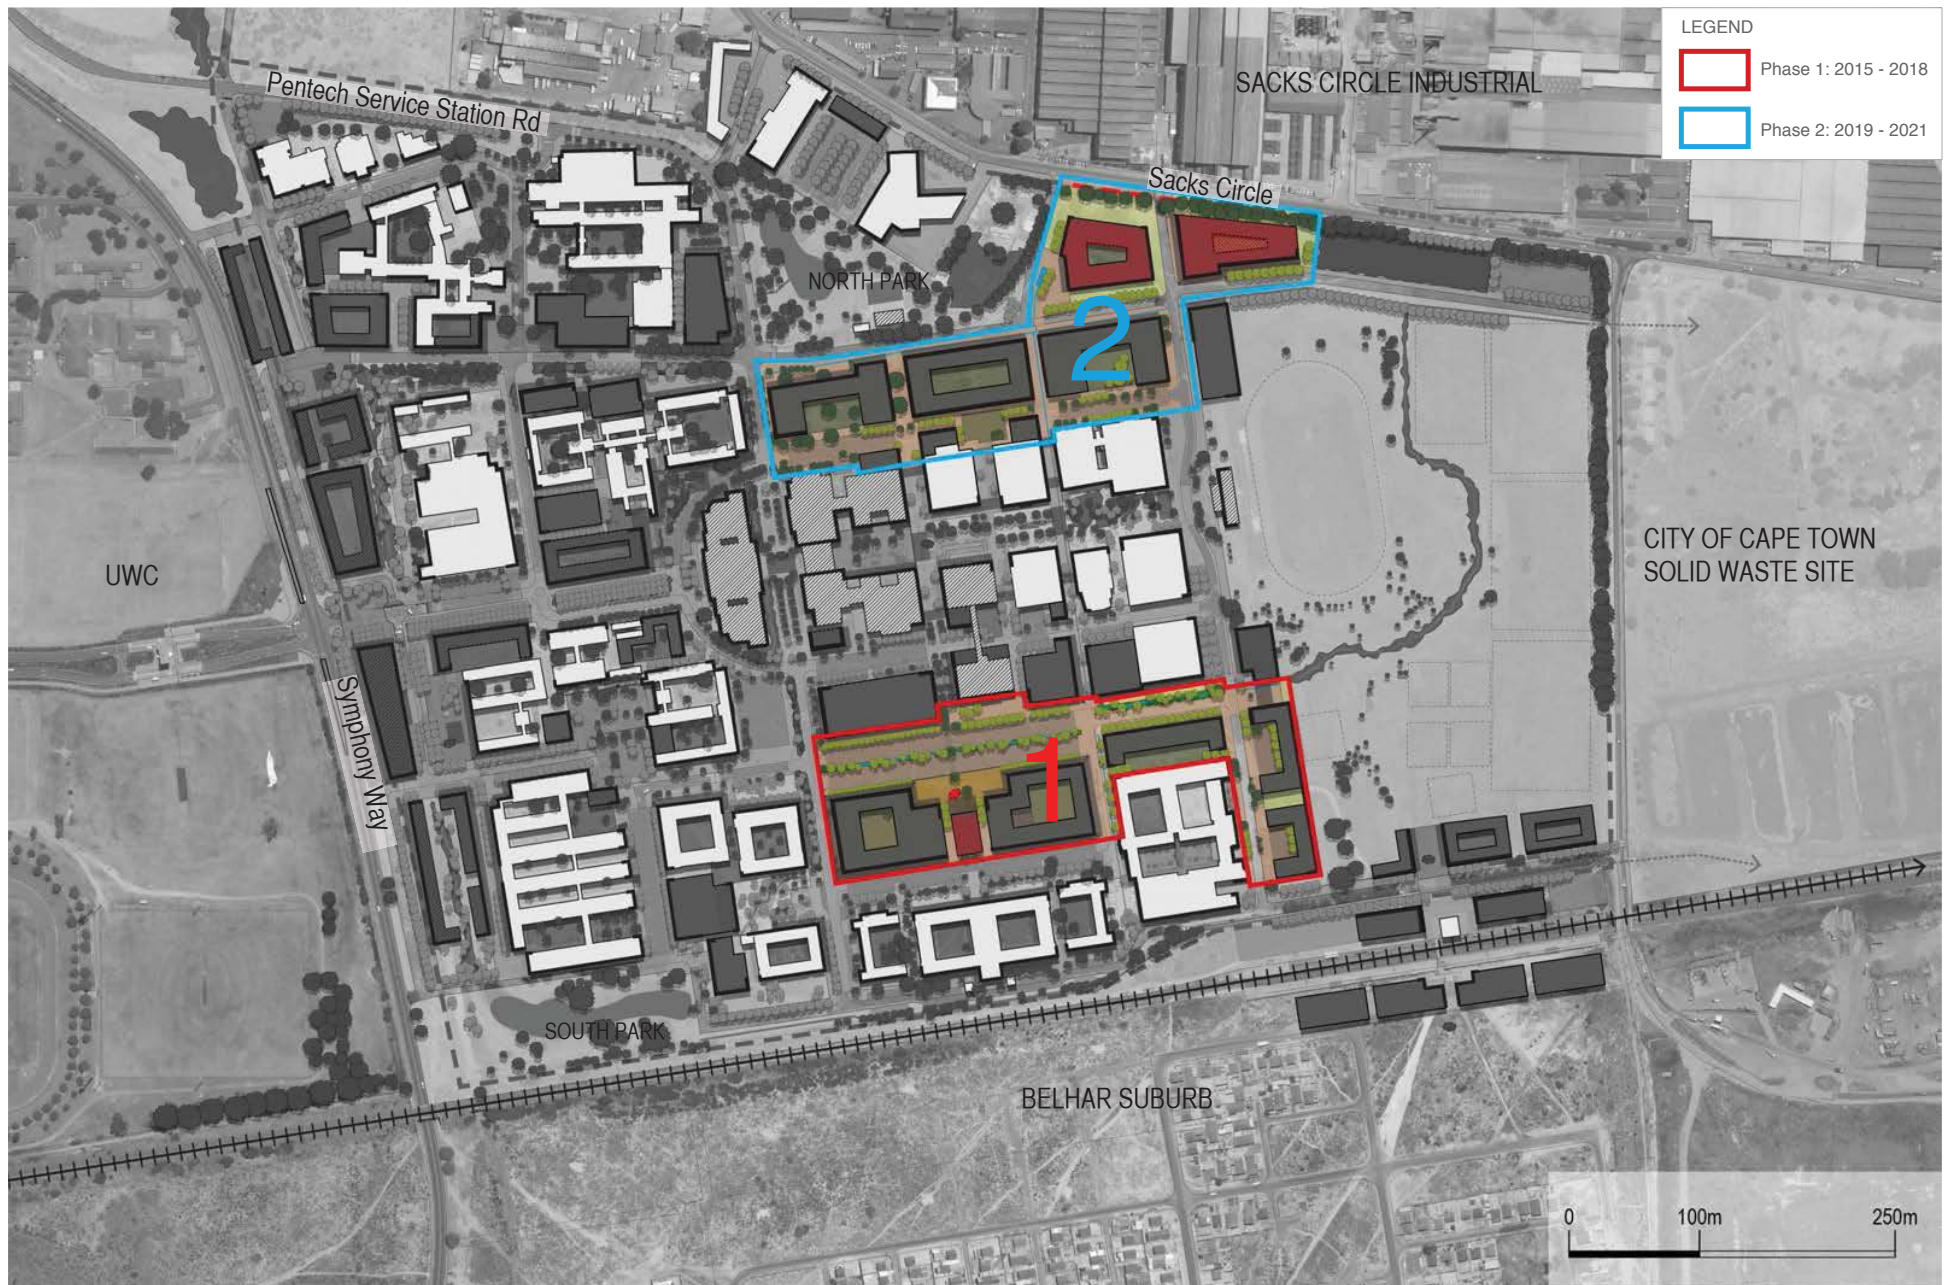 LEGEND
Phase 1: 2015 - 2018
Phase 2: 2019 - 2021
SACKS CIRCLE INDUSTRIAL
Pentech Service Station Rd
Sacks Circle
NORTH PARK
2
UWC
CITY OF CAPE TOWN
SOLID WASTE SITE
Symphony Way
1
SOUTH PARK
BELHAR SUBURB
0 100m 250m